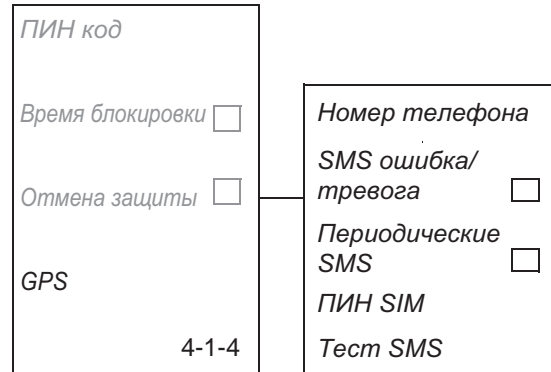 ПИН код
Время блокировки
Отмена защиты
GPS
4-1-4
Номер телефона
SMS ошибка/
тревога
Периодические
SMS
ПИН SIM
Тест SMS